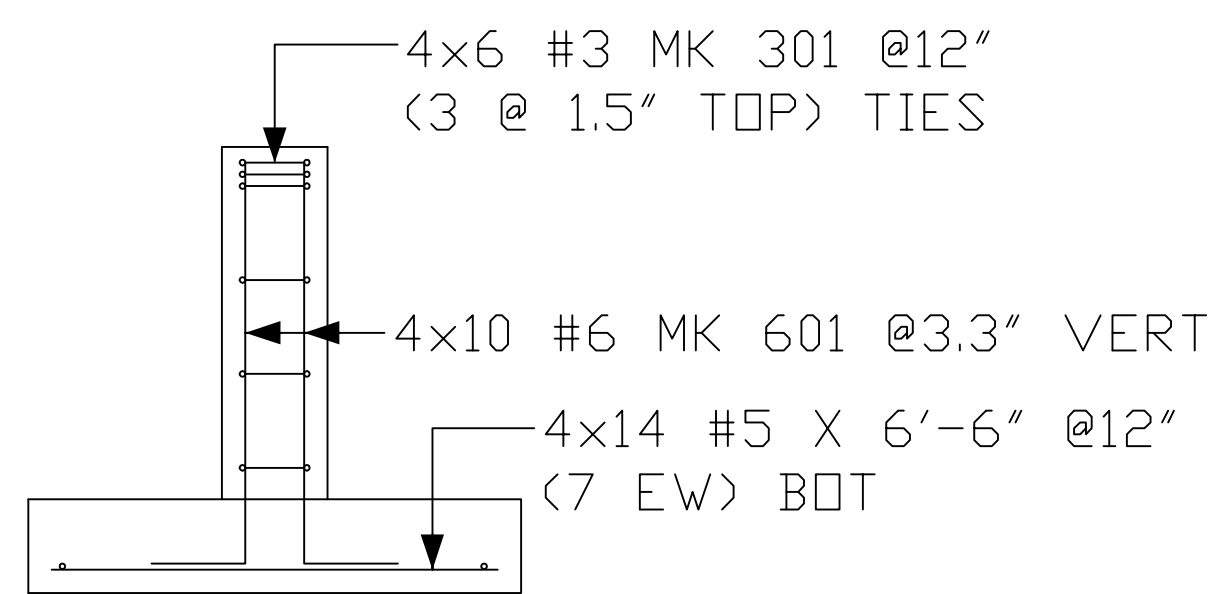 4x6 #3 MK 301 @12"
(3 @ 1.5" TOP) TIES
4x10 #6 MK 601 @3.3" VERT
4x14 #5 X 6'-6" @12"
(7 EW) BOT